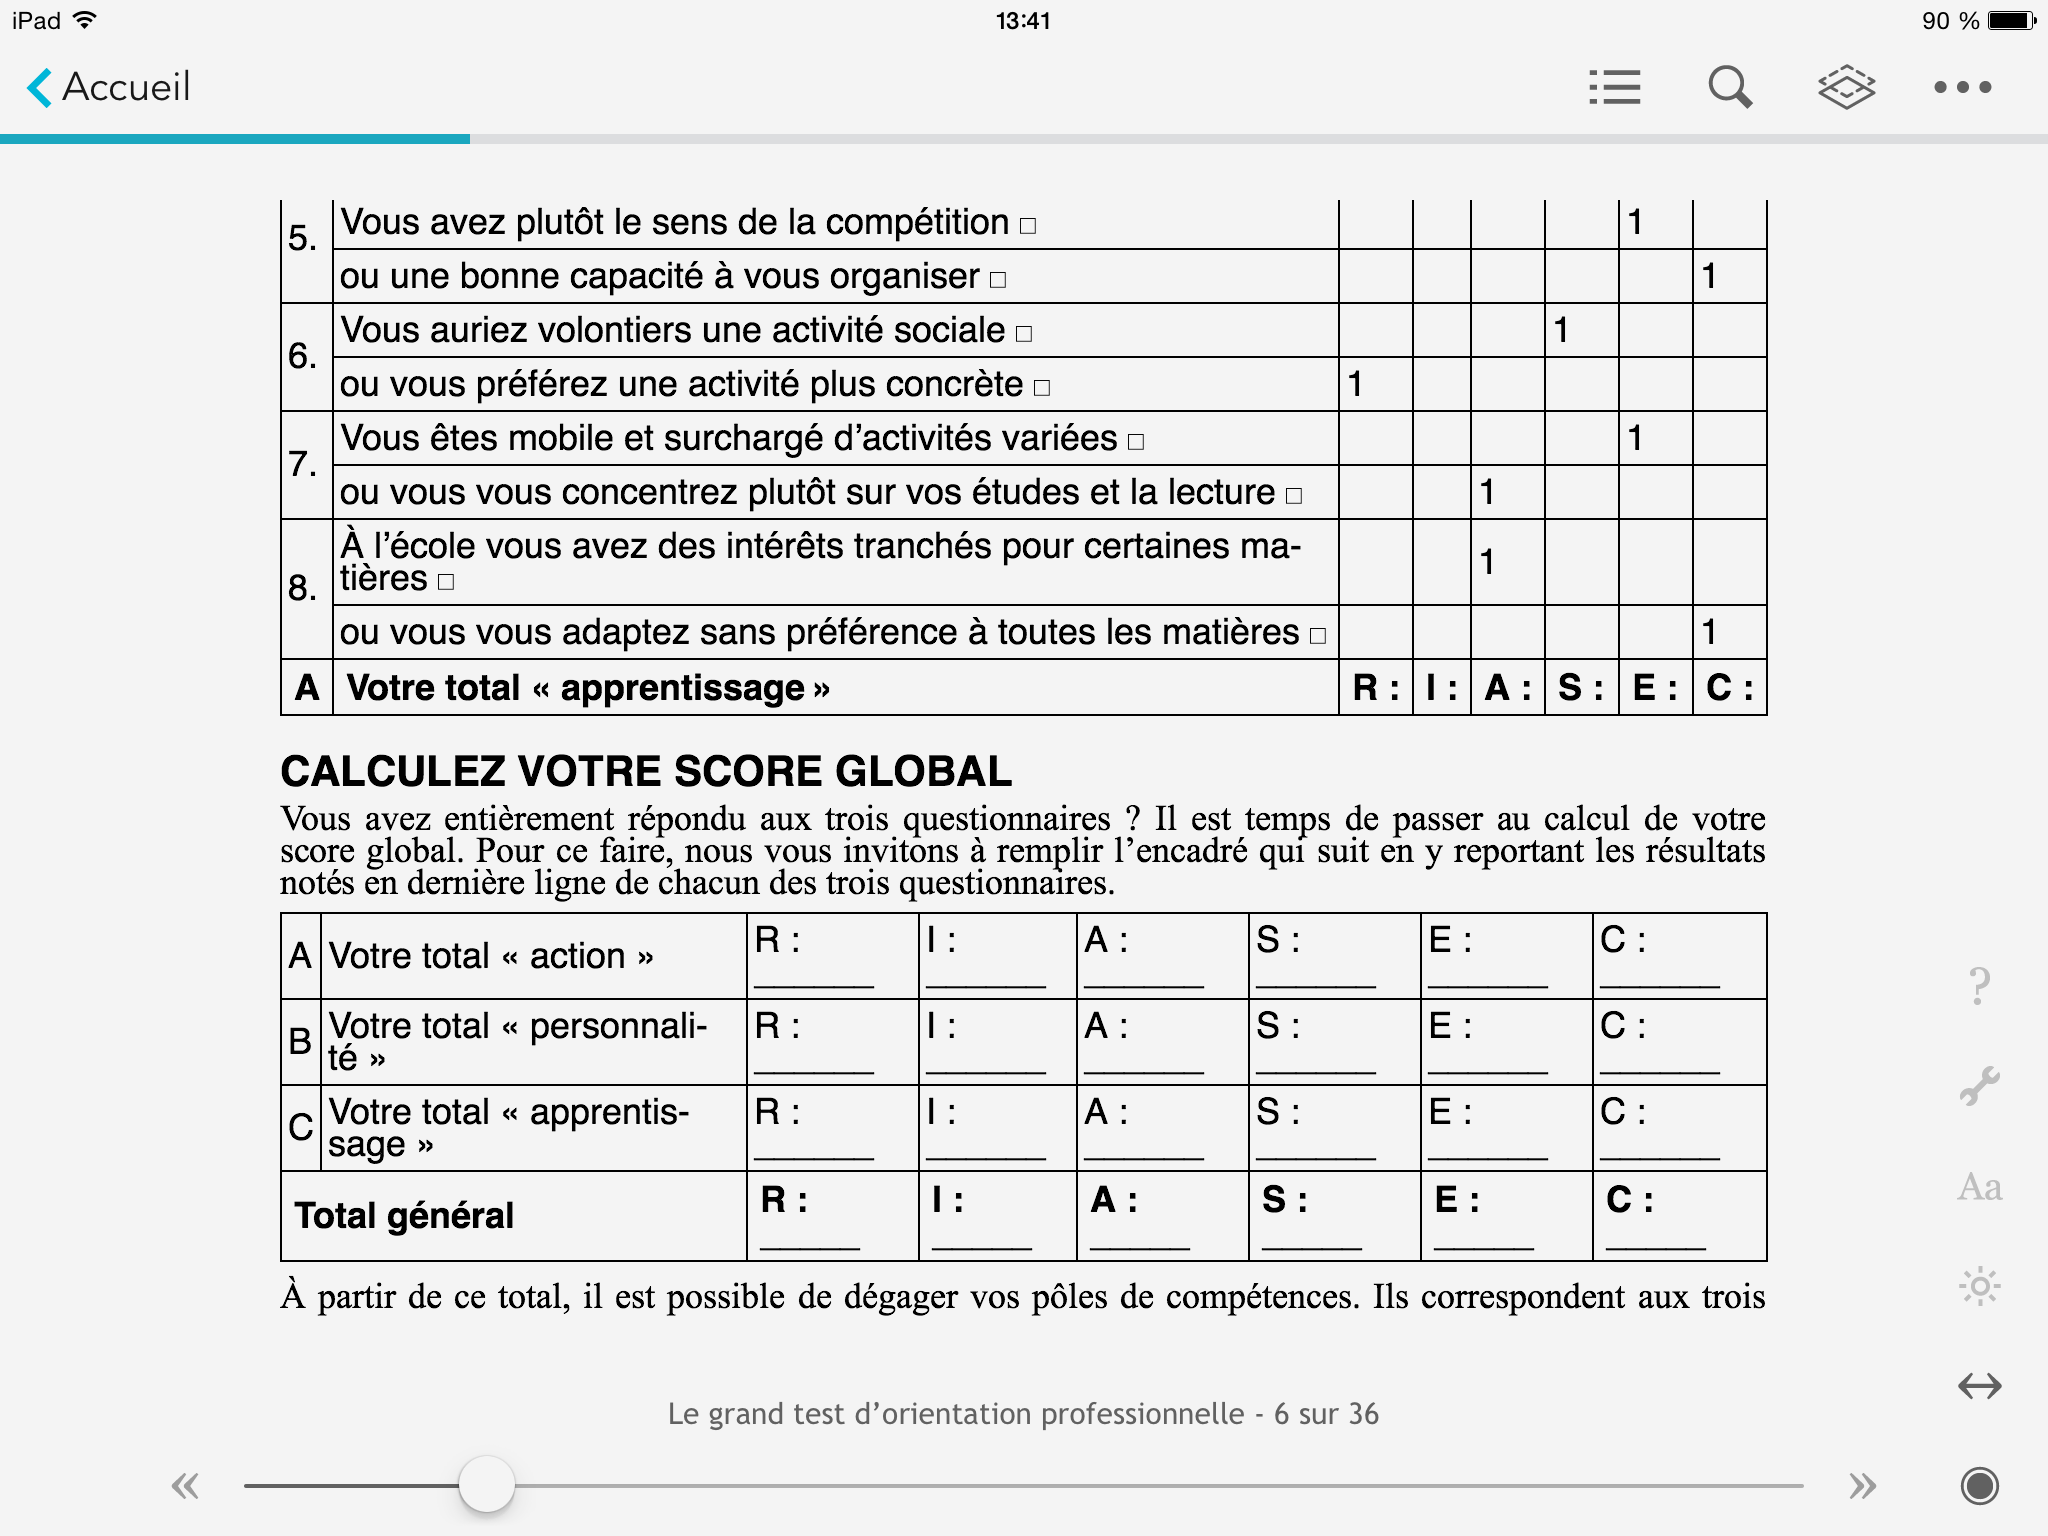 iPad
13:41
90 %
Accueil
5.
Vous avez plutôt le sens de la compétition □ 1
ou une bonne capacité à vous organiser □ 1
6.
Vous auriez volontiers une activité sociale □ 1
ou vous préférez une activité plus concrète □ 1
7.
Vous êtes mobile et surchargé d’activités variées □ 1
ou vous vous concentrez plutôt sur vos études et la lecture □ 1
8.
À l’école vous avez des intérêts tranchés pour certaines ma-
tières □ 1
ou vous vous adaptez sans préférence à toutes les matières □ 1
A Votre total « apprentissage » R : I : A : S : E : C :
CALCULEZ VOTRE SCORE GLOBAL
Vous avez entièrement répondu aux trois questionnaires ? Il est temps de passer au calcul de votre
score global. Pour ce faire, nous vous invitons à remplir l’encadré qui suit en y reportant les résultats
notés en dernière ligne de chacun des trois questionnaires.
A Votre total « action » R : I : A : S : E : C :
B Votre total « personnali-
té » R : I : A : S : E : C :
C Votre total « apprentis-
sage » R : I : A : S : E : C :
Total général R : I : A : S : E : C :
À partir de ce total, il est possible de dégager vos pôles de compétences. Ils correspondent aux trois
?
Aa
Le grand test d’orientation professionnelle - 6 sur 36
« »